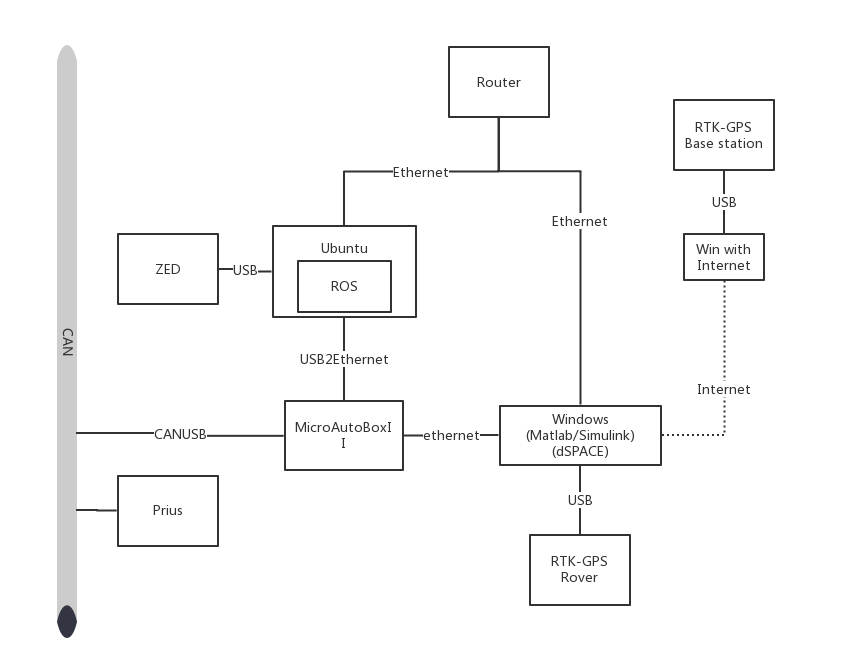 Router
RTK-GPS
Base station
Ethernet
USB
Ethernet
Ubuntu
Win with
Internet
ZED
USB
ROS
CAN
USB2Ethernet
Internet
MicroAutoBoxI
I
CANUSB
ethernet
Windows
(Matlab/Simulink)
(dSPACE)
USB
Prius
RTK-GPS
Rover